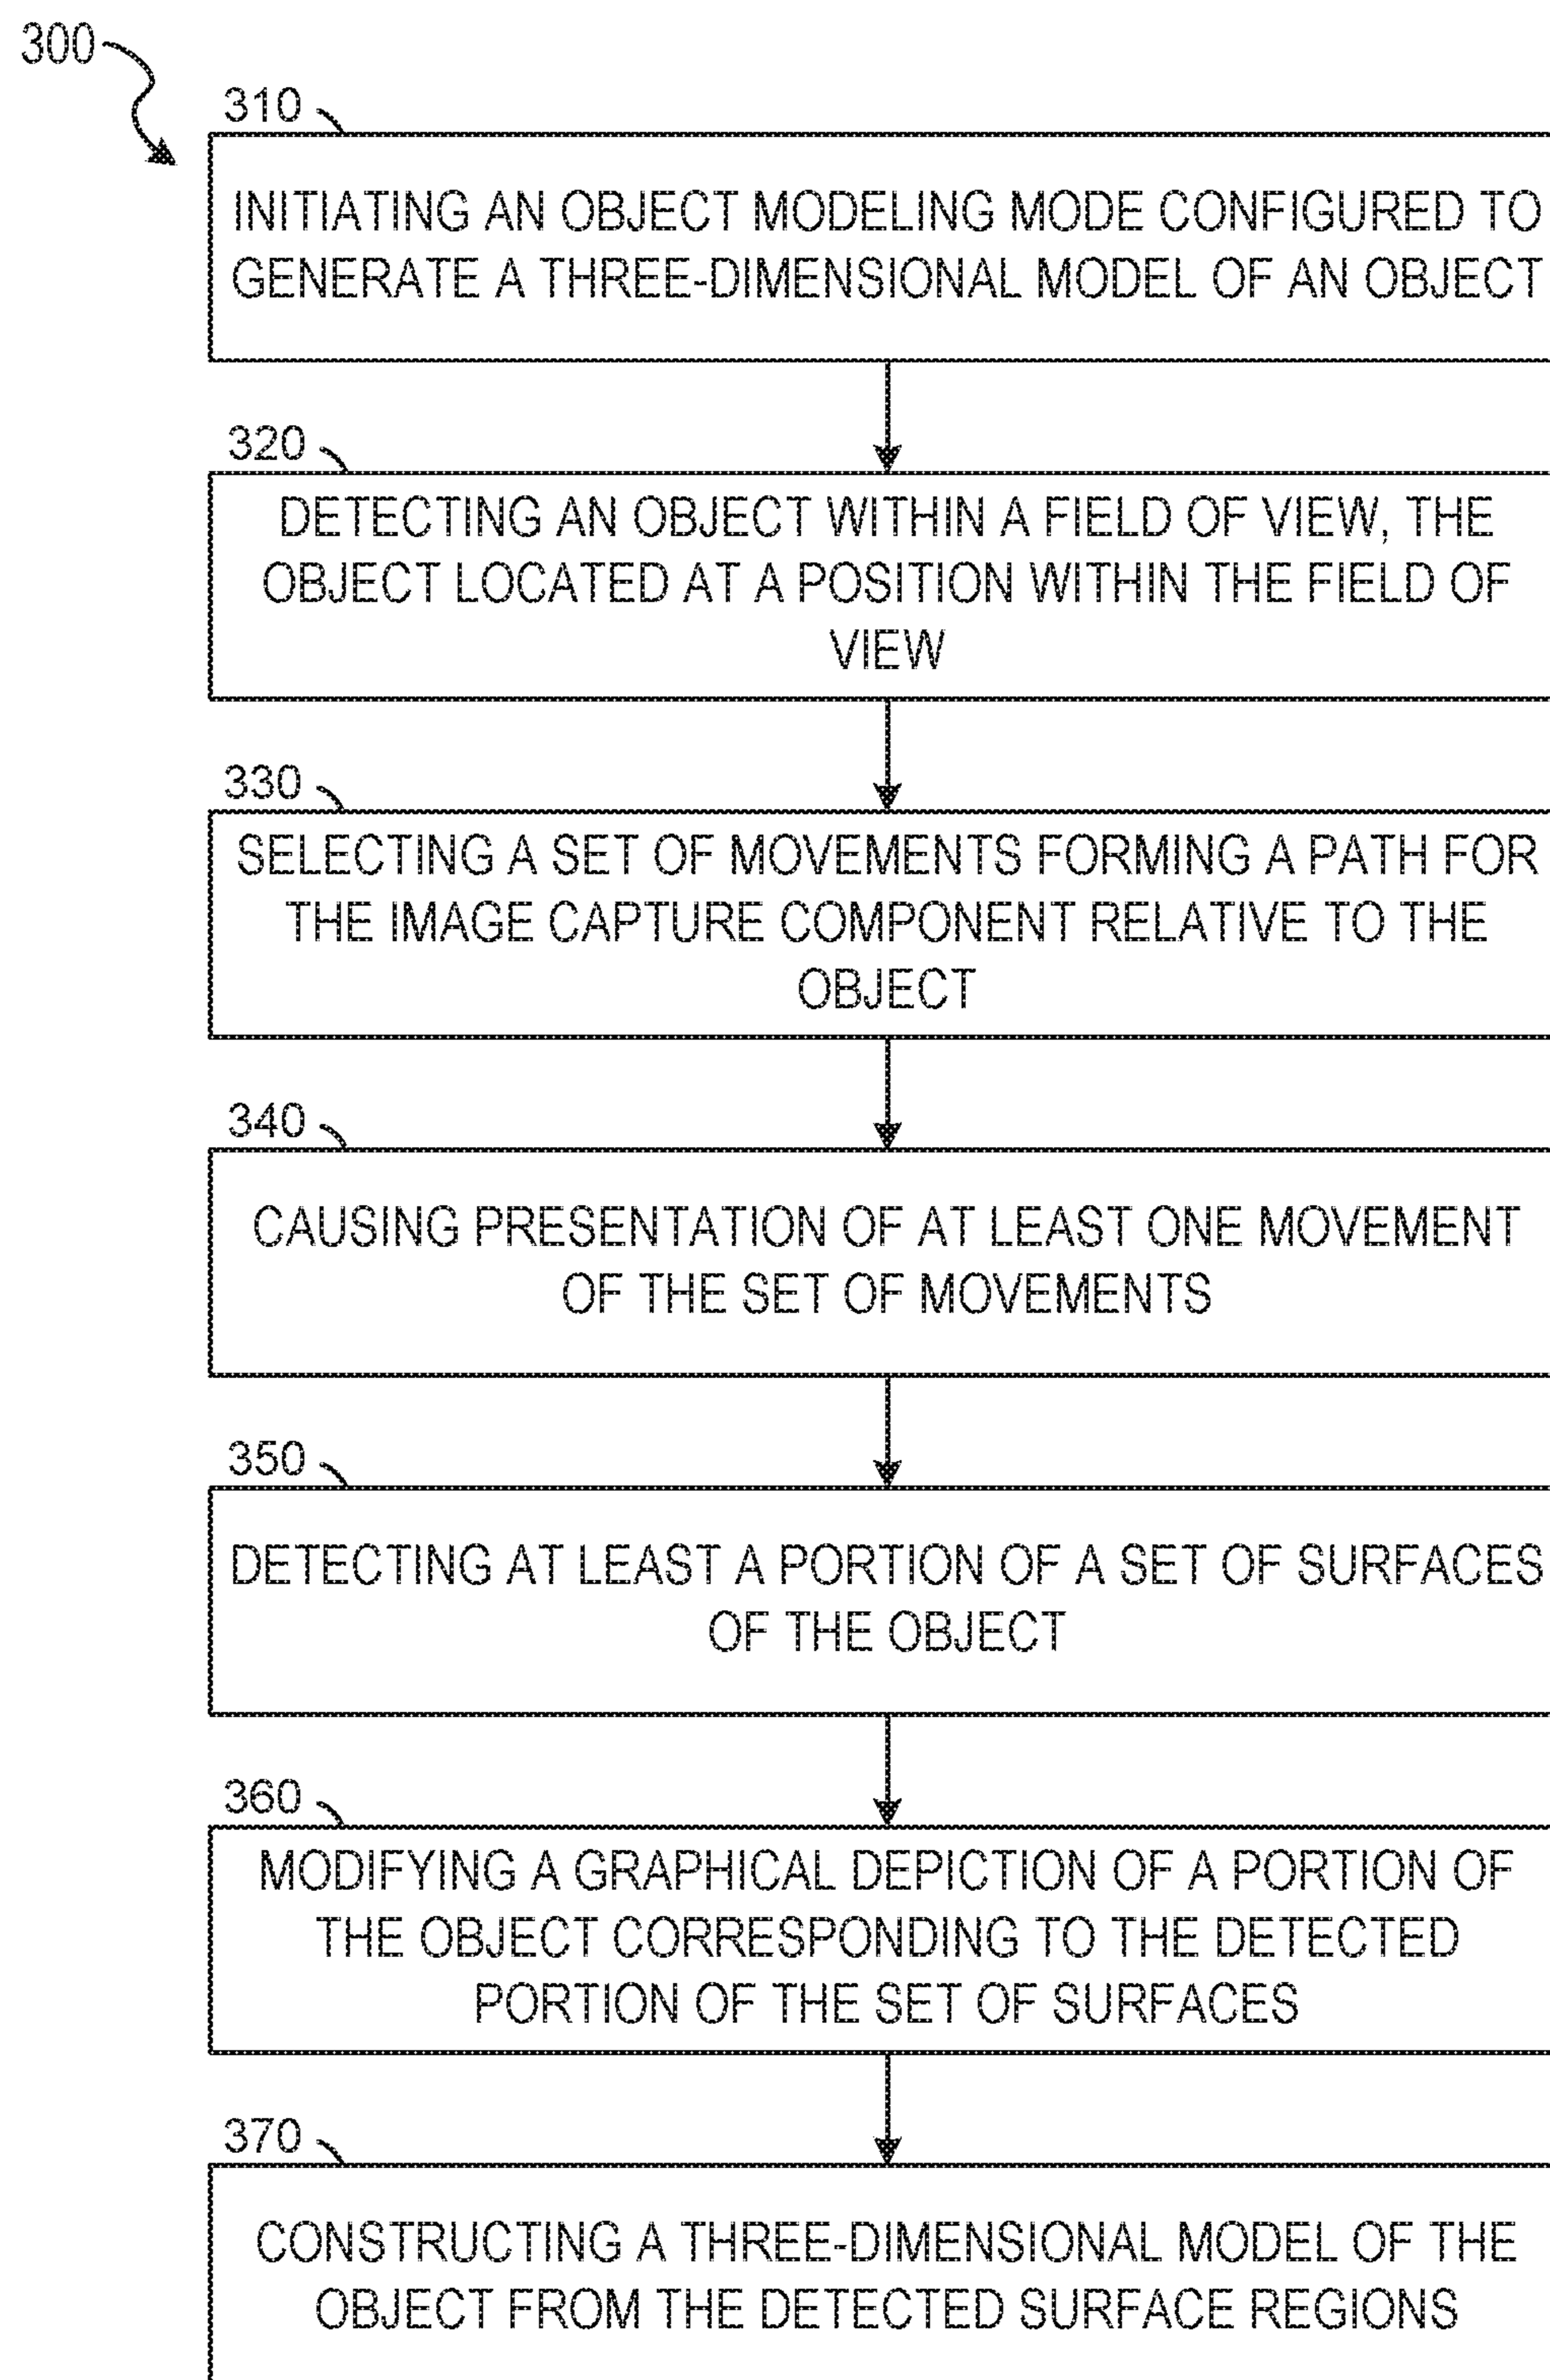 300
310
INITIATING AN OBJECT MODELING MODE CONFIGURED TO
GENERATE A THREE-DIMENSIONAL MODEL OF AN OBJECT
320
DETECTING AN OBJECT WITHIN A FIELD OF VIEW, THE
OBJECT LOCATED AT A POSITION WITHIN THE FIELD OF
VIEW
330
SELECTING A SET OF MOVEMENTS FORMING A PATH FOR
THE IMAGE CAPTURE COMPONENT RELATIVE TO THE
OBJECT
340
CAUSING PRESENTATION OF AT LEAST ONE MOVEMENT
OF THE SET OF MOVEMENTS
350
DETECTING AT LEAST A PORTION OF A SET OF SURFACES
OF THE OBJECT
360
MODIFYING A GRAPHICAL DEPICTION OF A PORTION OF
THE OBJECT CORRESPONDING TO THE DETECTED
PORTION OF THE SET OF SURFACES
370
CONSTRUCTING A THREE-DIMENSIONAL MODEL OF THE
OBJECT FROM THE DETECTED SURFACE REGIONS